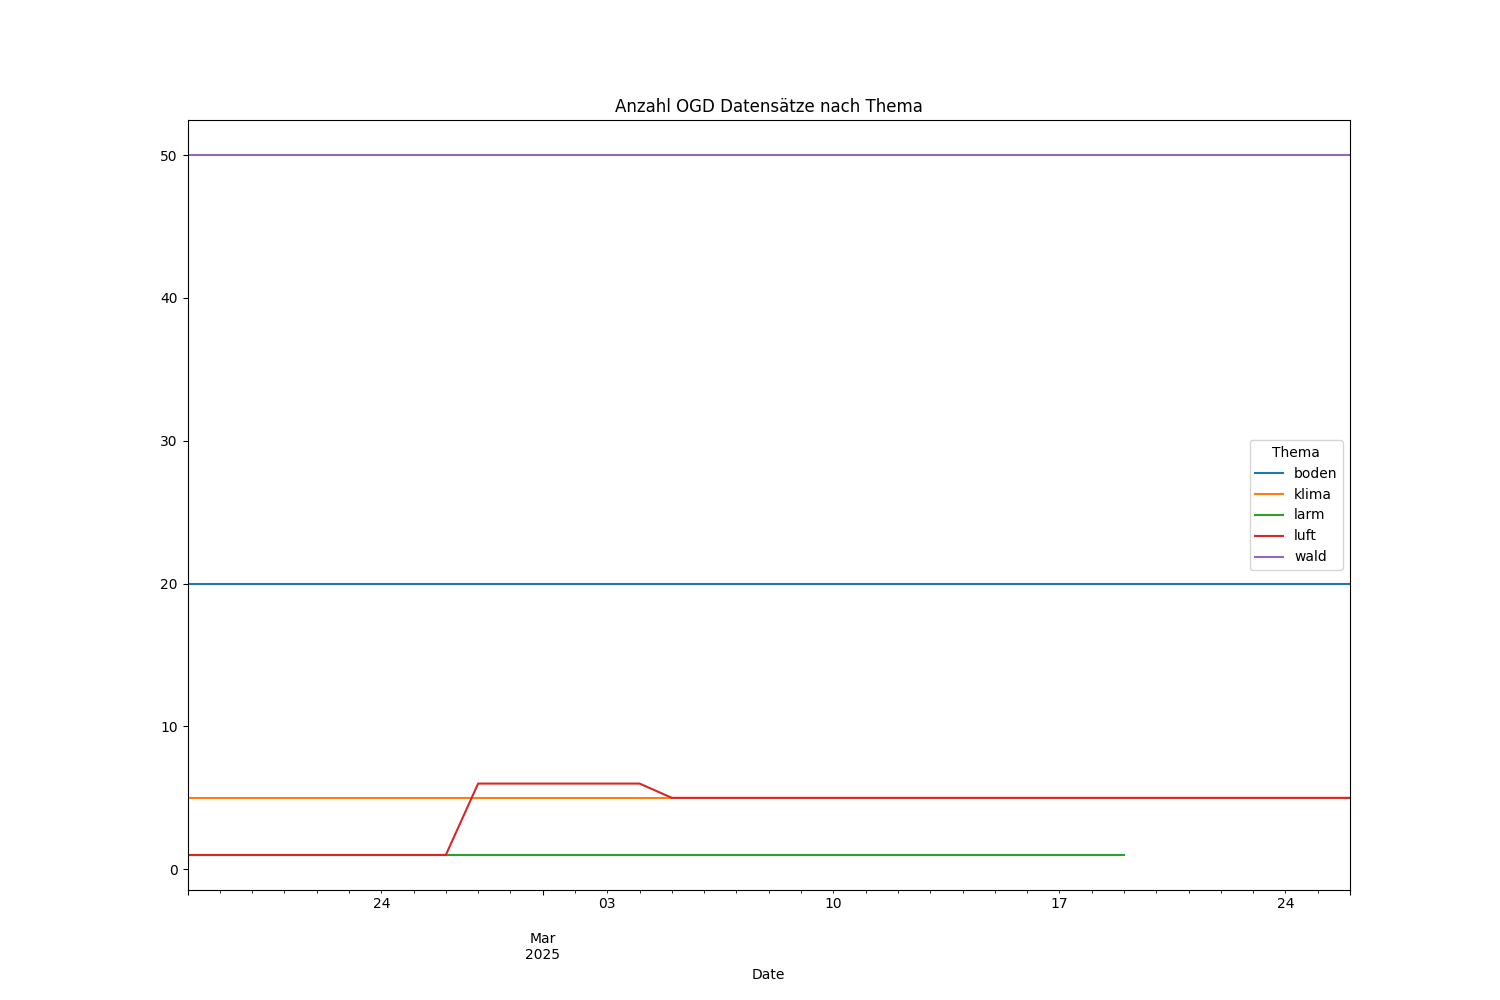 Anzahl OGD Datensätze nach Thema
50
40
30
20
10
0
Thema
boden
klima
larm
luft
wald
24
03
10
17
24
Mar
2025
Date